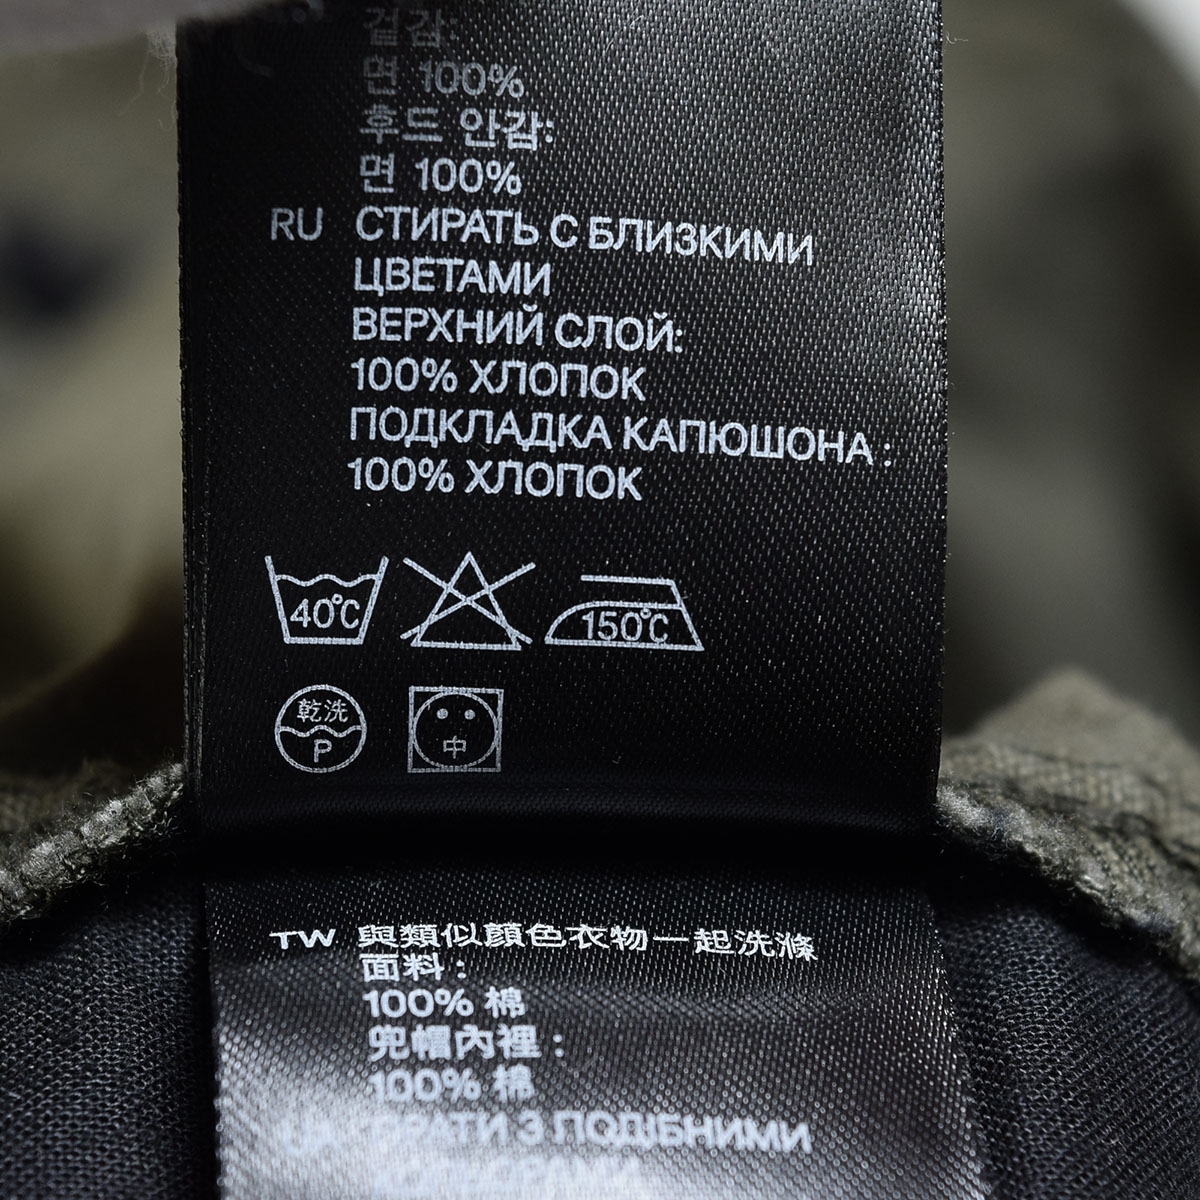 겉감:
면 100%
후드 안감:
면 100%
RU СТИРАТЬ С БЛИЗКИМИ
ЦВЕТАМИ
ВЕРХНИЙ СЛОЙ:
100% ХЛОПОК
ПОДКЛАДКА КАПЮШОНА :
100% ХЛОПОК
40°C 150°C
乾洗
P 中
TW 與類似顏色衣物一起洗滌
面料 :
100% 棉
兜帽內裡 :
100% 棉
ПРАТИ З ПОДІБНИМИ